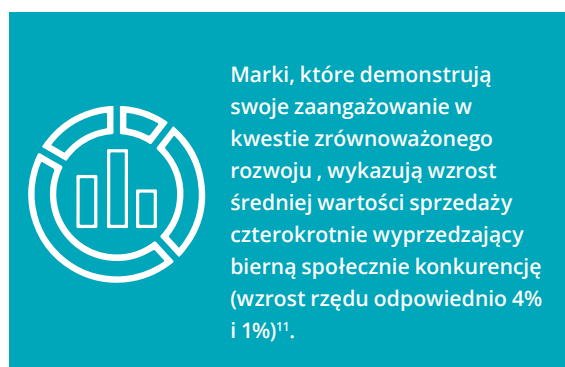 Marki, które demonstrują
swoje zaangażowanie w
kwestie zrównoważonego
rozwoju , wykazują wzrost
średniej wartości sprzedaży
czterokrotnie wyprzedzający
bierną społecznie konkurencję
(wzrost rzędu odpowiednio 4%
i 1%)¹¹.